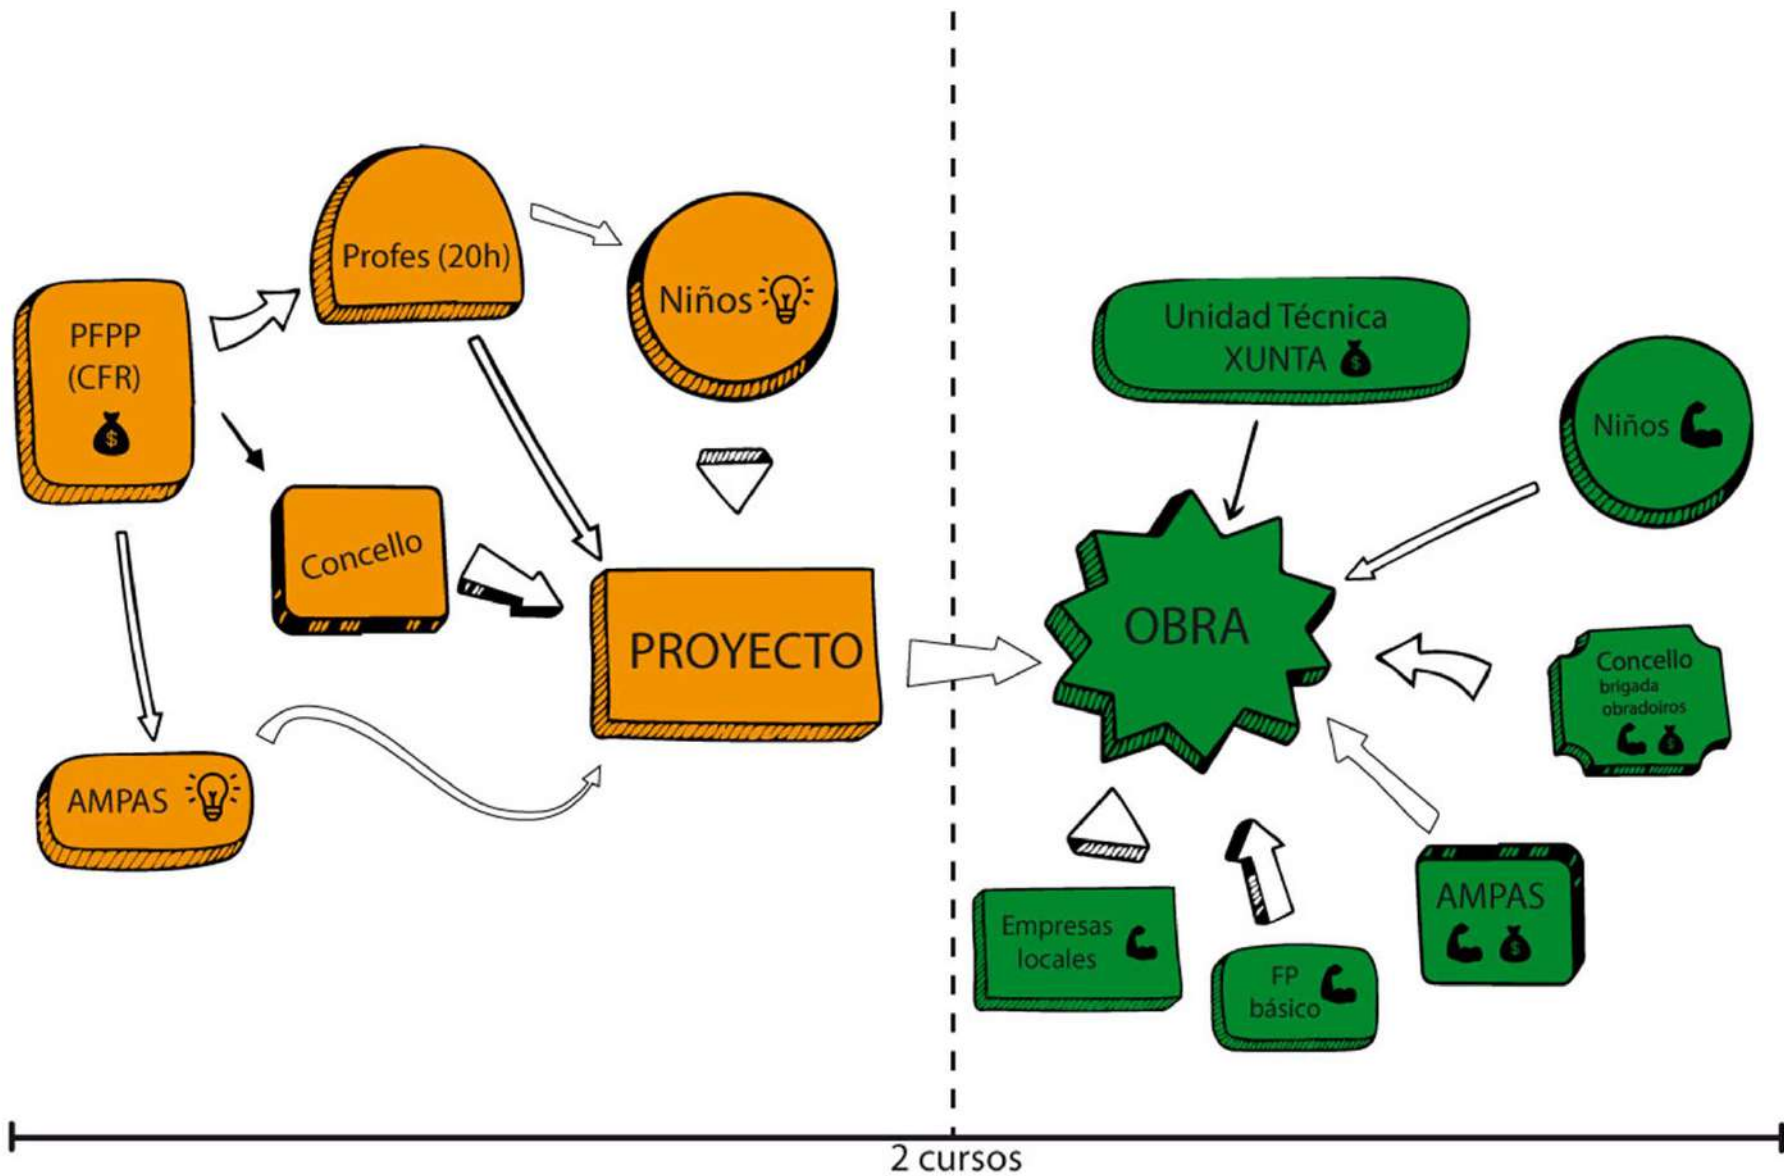 Profes (20h)
Niños
PFPP
(CFR)
$
Concello
PROYECTO
AMPAS
Unidad Técnica
XUNTA $
Niños
OBRA
Concello
brigada
obradoiros
$
AMPAS
$
Empresas
locales
FP
básico
2 cursos